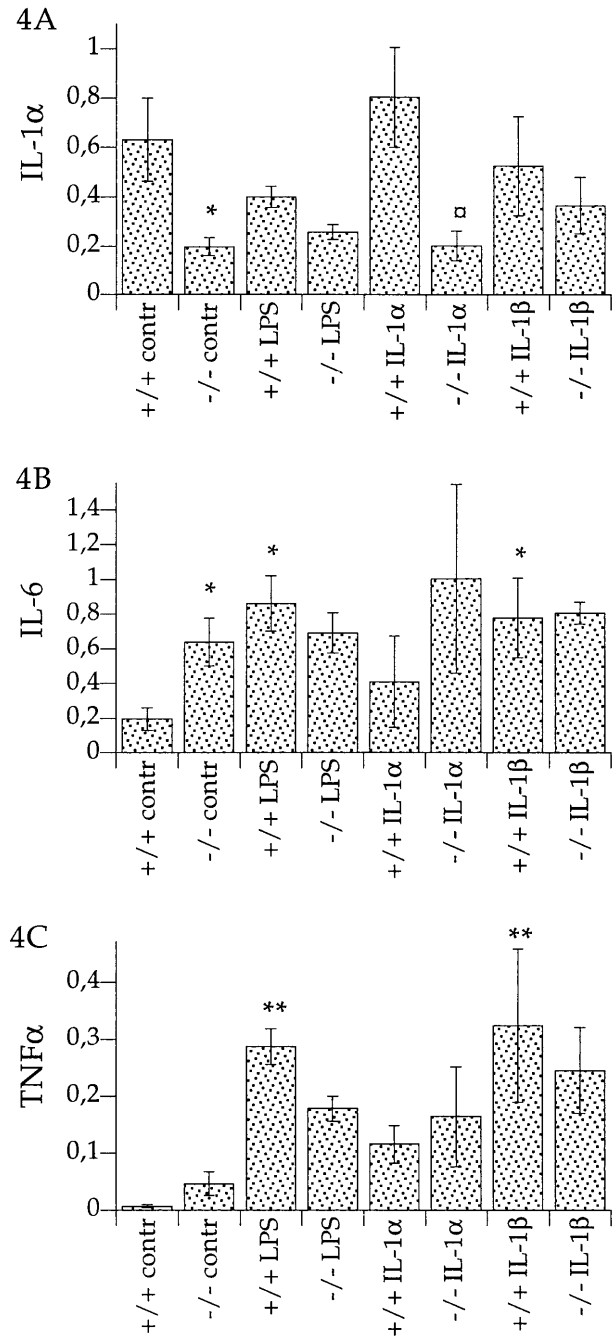 4A
IL-1α
1
0,8
0,6
0,4
0,2
0
*
¤
+/+ contr
-/- contr
+/+ LPS
-/- LPS
+/+ IL-1α
-/- IL-1α
+/+ IL-1β
-/- IL-1β
4B
IL-6
1,4
1,2
1
0,8
0,6
0,4
0,2
0
*
*
*
+/+ contr
-/- contr
+/+ LPS
-/- LPS
+/+ IL-1α
-/- IL-1α
+/+ IL-1β
-/- IL-1β
4C
TNFα
0,4
0,3
0,2
0,1
0
**
**
+/+ contr
-/- contr
+/+ LPS
-/- LPS
+/+ IL-1α
-/- IL-1α
+/+ IL-1β
-/- IL-1β